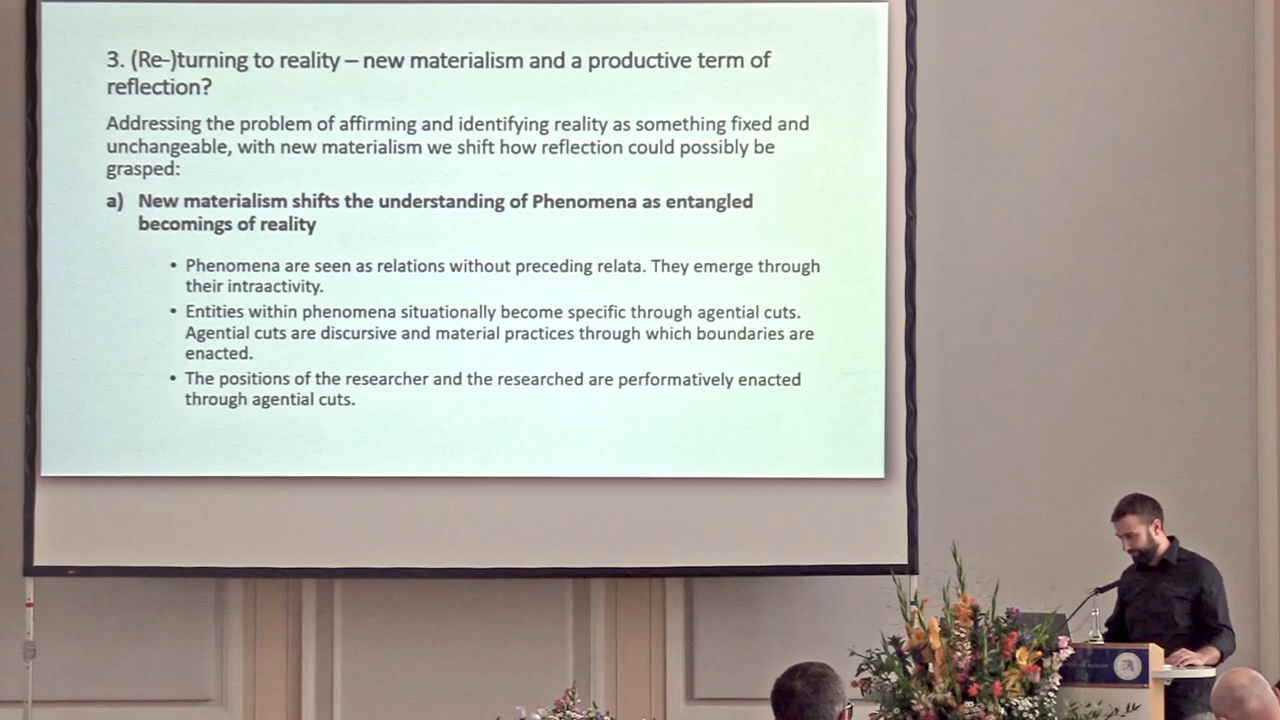 3. (Re-)turning to reality – new materialism and a productive term of
reflection?
Addressing the problem of affirming and identifying reality as something fixed and
unchangeable, with new materialism we shift how reflection could possibly be
grasped:
a) New materialism shifts the understanding of Phenomena as entangled
becomings of reality
• Phenomena are seen as relations without preceding relata. They emerge through
their intraactivity.
• Entities within phenomena situationally become specific through agential cuts.
Agential cuts are discursive and material practices through which boundaries are
enacted.
• The positions of the researcher and the researched are performatively enacted
through agential cuts.